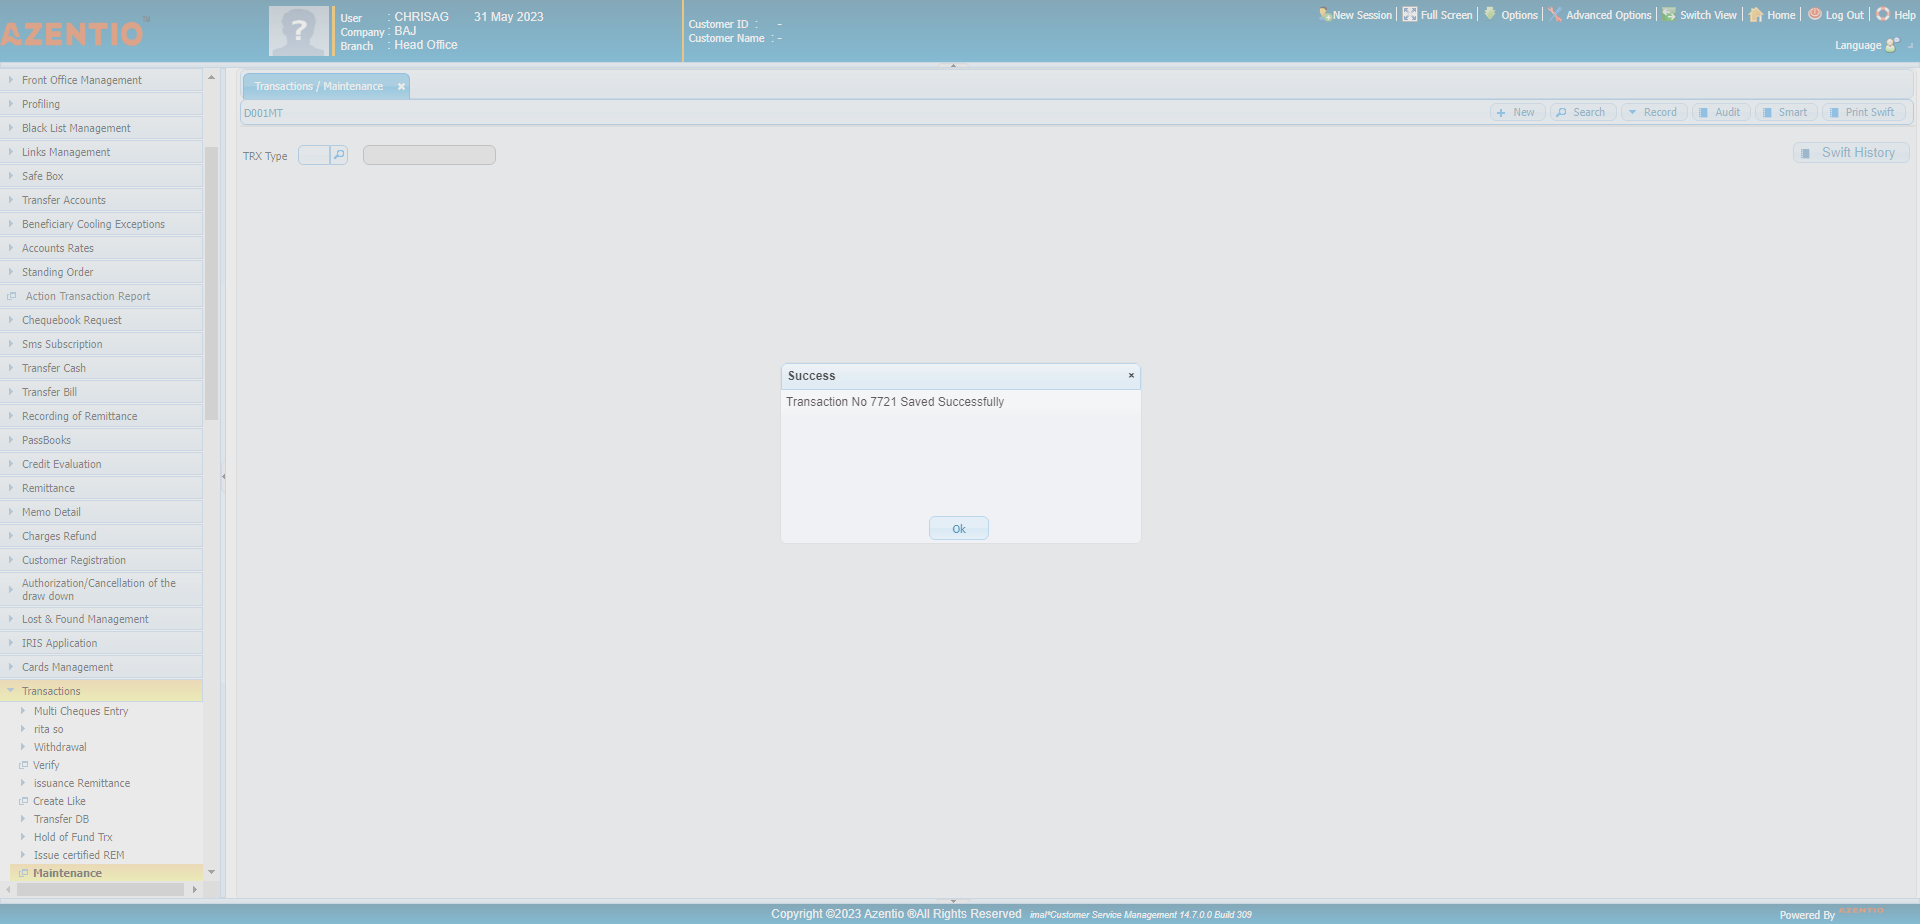 AZENTIO™
User : CHRISAG 31 May 2023
Company : BAJ
Branch : Head Office
Customer ID : -
Customer Name : -
New Session Full Screen Options Advanced Options Switch View Home Log Out Help
Language
Front Office Management
Profiling
Black List Management
Links Management
Safe Box
Transfer Accounts
Beneficiary Cooling Exceptions
Accounts Rates
Standing Order
Action Transaction Report
Chequebook Request
Sms Subscription
Transfer Cash
Transfer Bill
Recording of Remittance
PassBooks
Credit Evaluation
Remittance
Memo Detail
Charges Refund
Customer Registration
Authorization/Cancellation of the
draw down
Lost & Found Management
IRIS Application
Cards Management
Transactions
Multi Cheques Entry
rita so
Withdrawal
Verify
issuance Remittance
Create Like
Transfer DB
Hold of Fund Trx
Issue certified REM
Maintenance
Transactions / Maintenance
D001MT
New Search Record Audit Smart Print Swift
TRX Type
Swift History
Success
Transaction No 7721 Saved Successfully
Ok
Copyright ©2023 Azentio ®All Rights Reserved imal*Customer Service Management 14.7.0.0 Build 309
Powered By AZENTIO